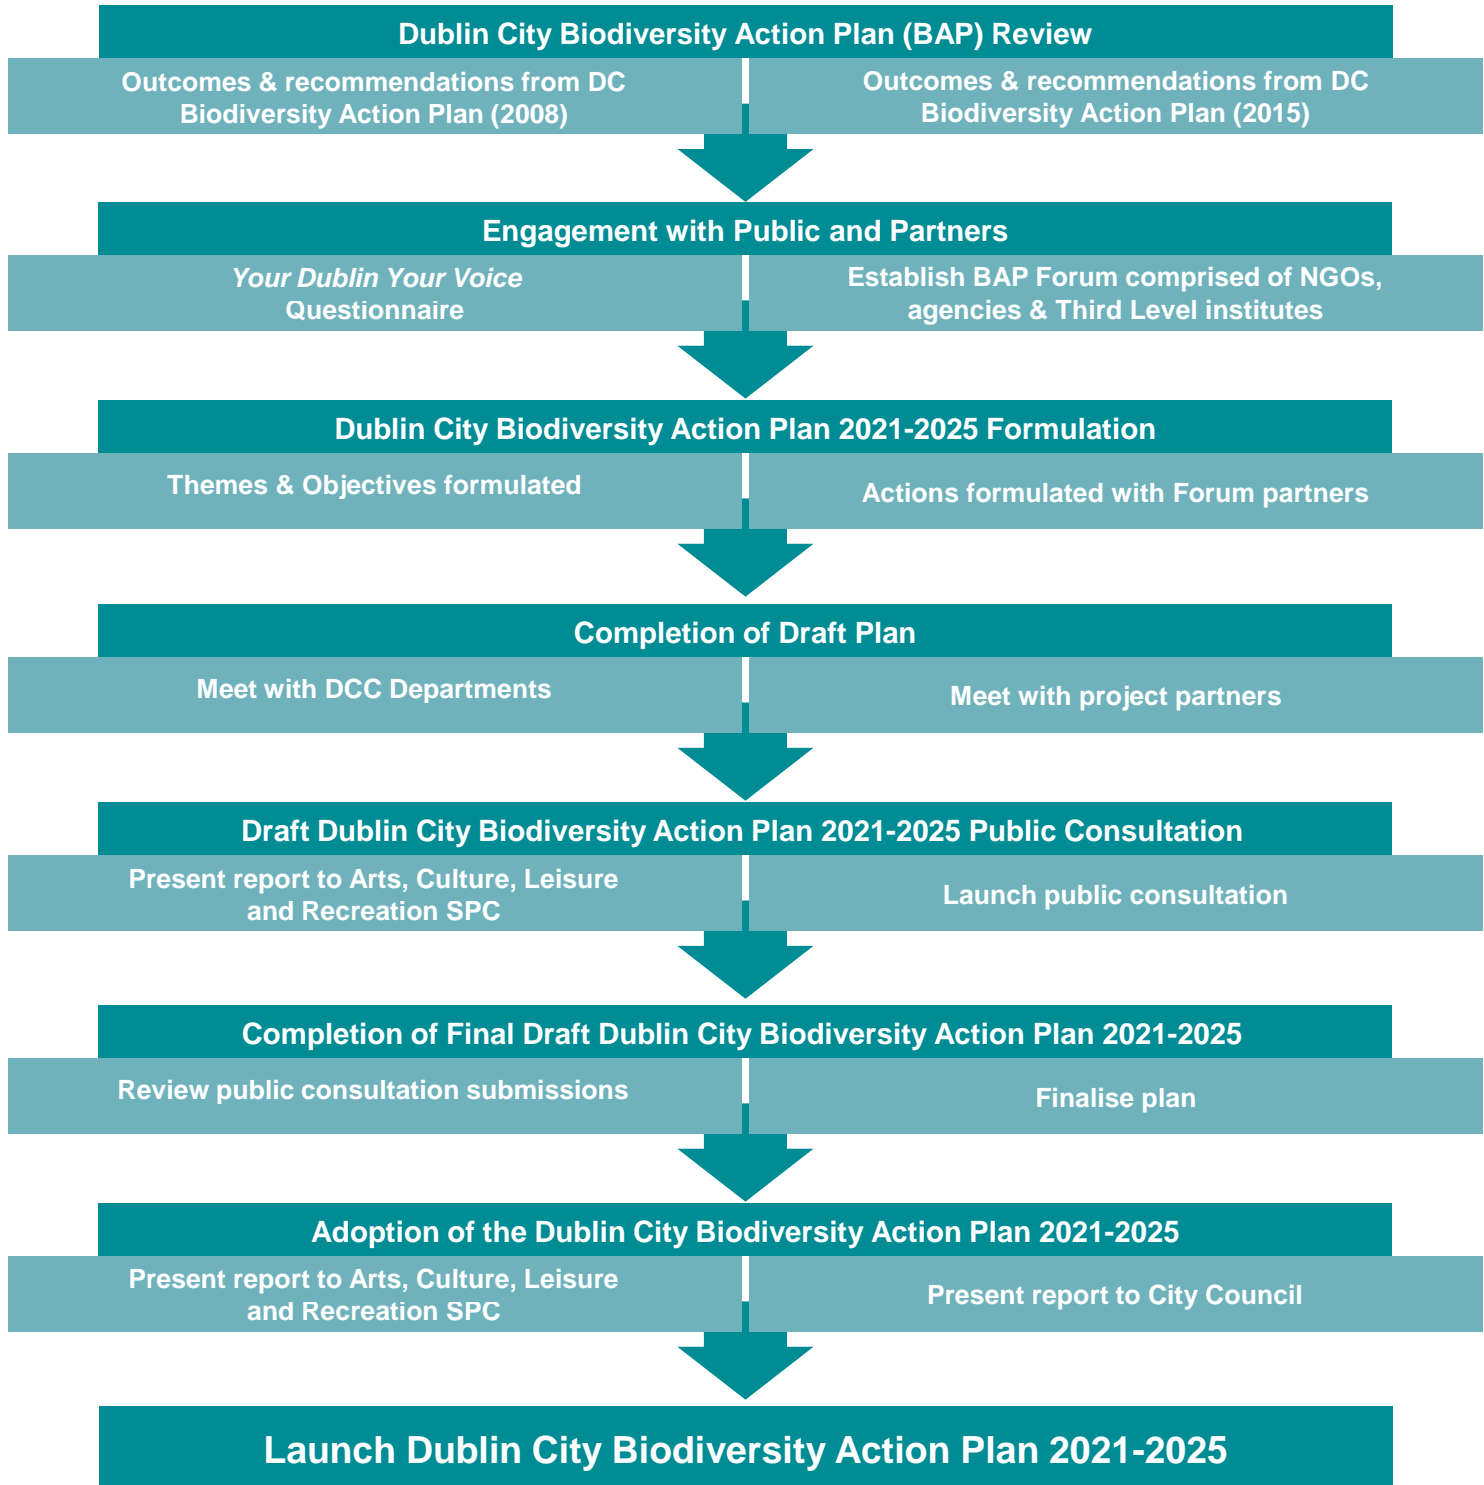 Dublin City Biodiversity Action Plan (BAP) Review
Outcomes & recommendations from DC
Biodiversity Action Plan (2008)
Outcomes & recommendations from DC
Biodiversity Action Plan (2015)
Engagement with Public and Partners
Your Dublin Your Voice
Questionnaire
Establish BAP Forum comprised of NGOs,
agencies & Third Level institutes
Dublin City Biodiversity Action Plan 2021-2025 Formulation
Themes & Objectives formulated
Actions formulated with Forum partners
Completion of Draft Plan
Meet with DCC Departments
Meet with project partners
Draft Dublin City Biodiversity Action Plan 2021-2025 Public Consultation
Present report to Arts, Culture, Leisure
and Recreation SPC
Launch public consultation
Completion of Final Draft Dublin City Biodiversity Action Plan 2021-2025
Review public consultation submissions
Finalise plan
Adoption of the Dublin City Biodiversity Action Plan 2021-2025
Present report to Arts, Culture, Leisure
and Recreation SPC
Present report to City Council
Launch Dublin City Biodiversity Action Plan 2021-2025